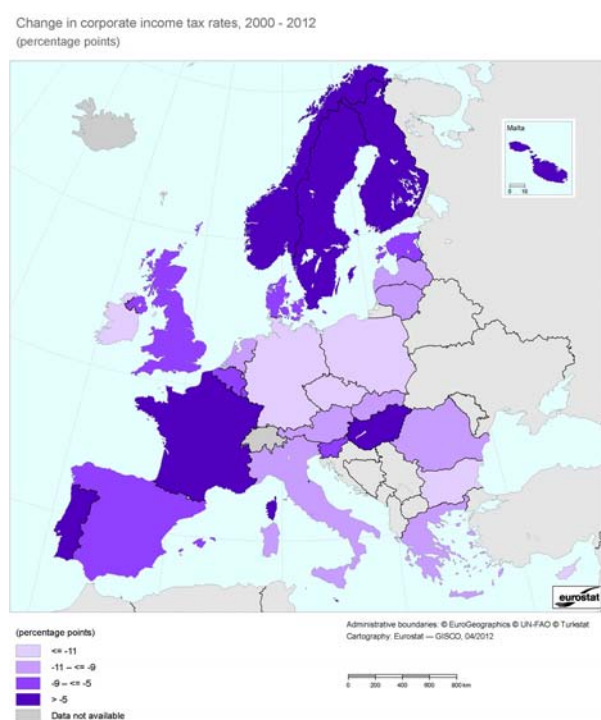 Change in corporate income tax rates, 2000 - 2012
(percentage points)
Malta
0 10
eurostat
Administrative boundaries: © EuroGeographics © UN-FAO © Turkstat
Cartography: Eurostat — GISCO, 04/2012
(percentage points)
<= -11
-11 – <= -9
-9 – <= -5
> -5
Data not available
0 200 400 600 800 km